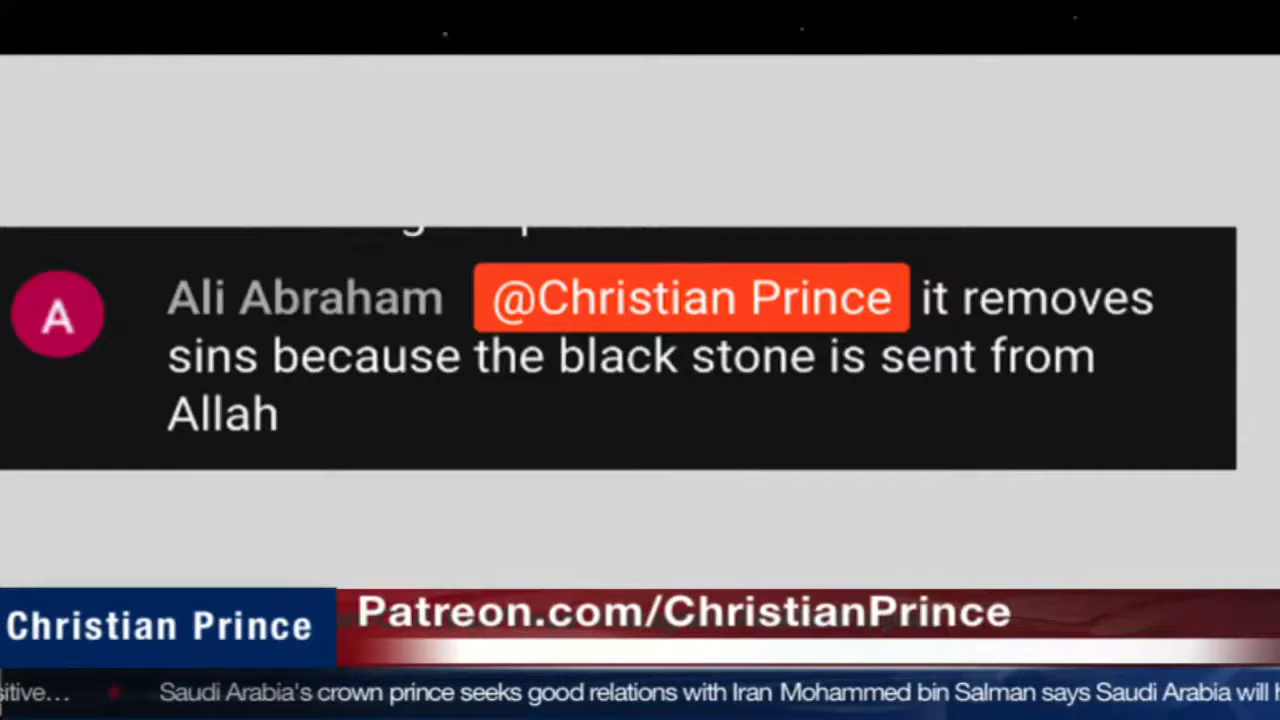 Ali Abraham @Christian Prince it removes
sins because the black stone is sent from
Allah
A
Christian Prince
Patreon.com/ChristianPrince
sitive... Saudi Arabia's crown prince seeks good relations with Iran Mohammed bin Salman says Saudi Arabia will